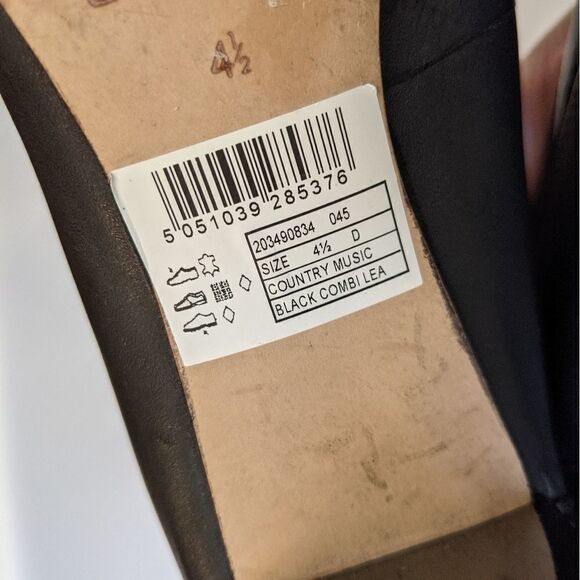 4½
5 051039 285376
203490834 045
SIZE 4½ D
COUNTRY MUSIC
BLACK COMBI LEA